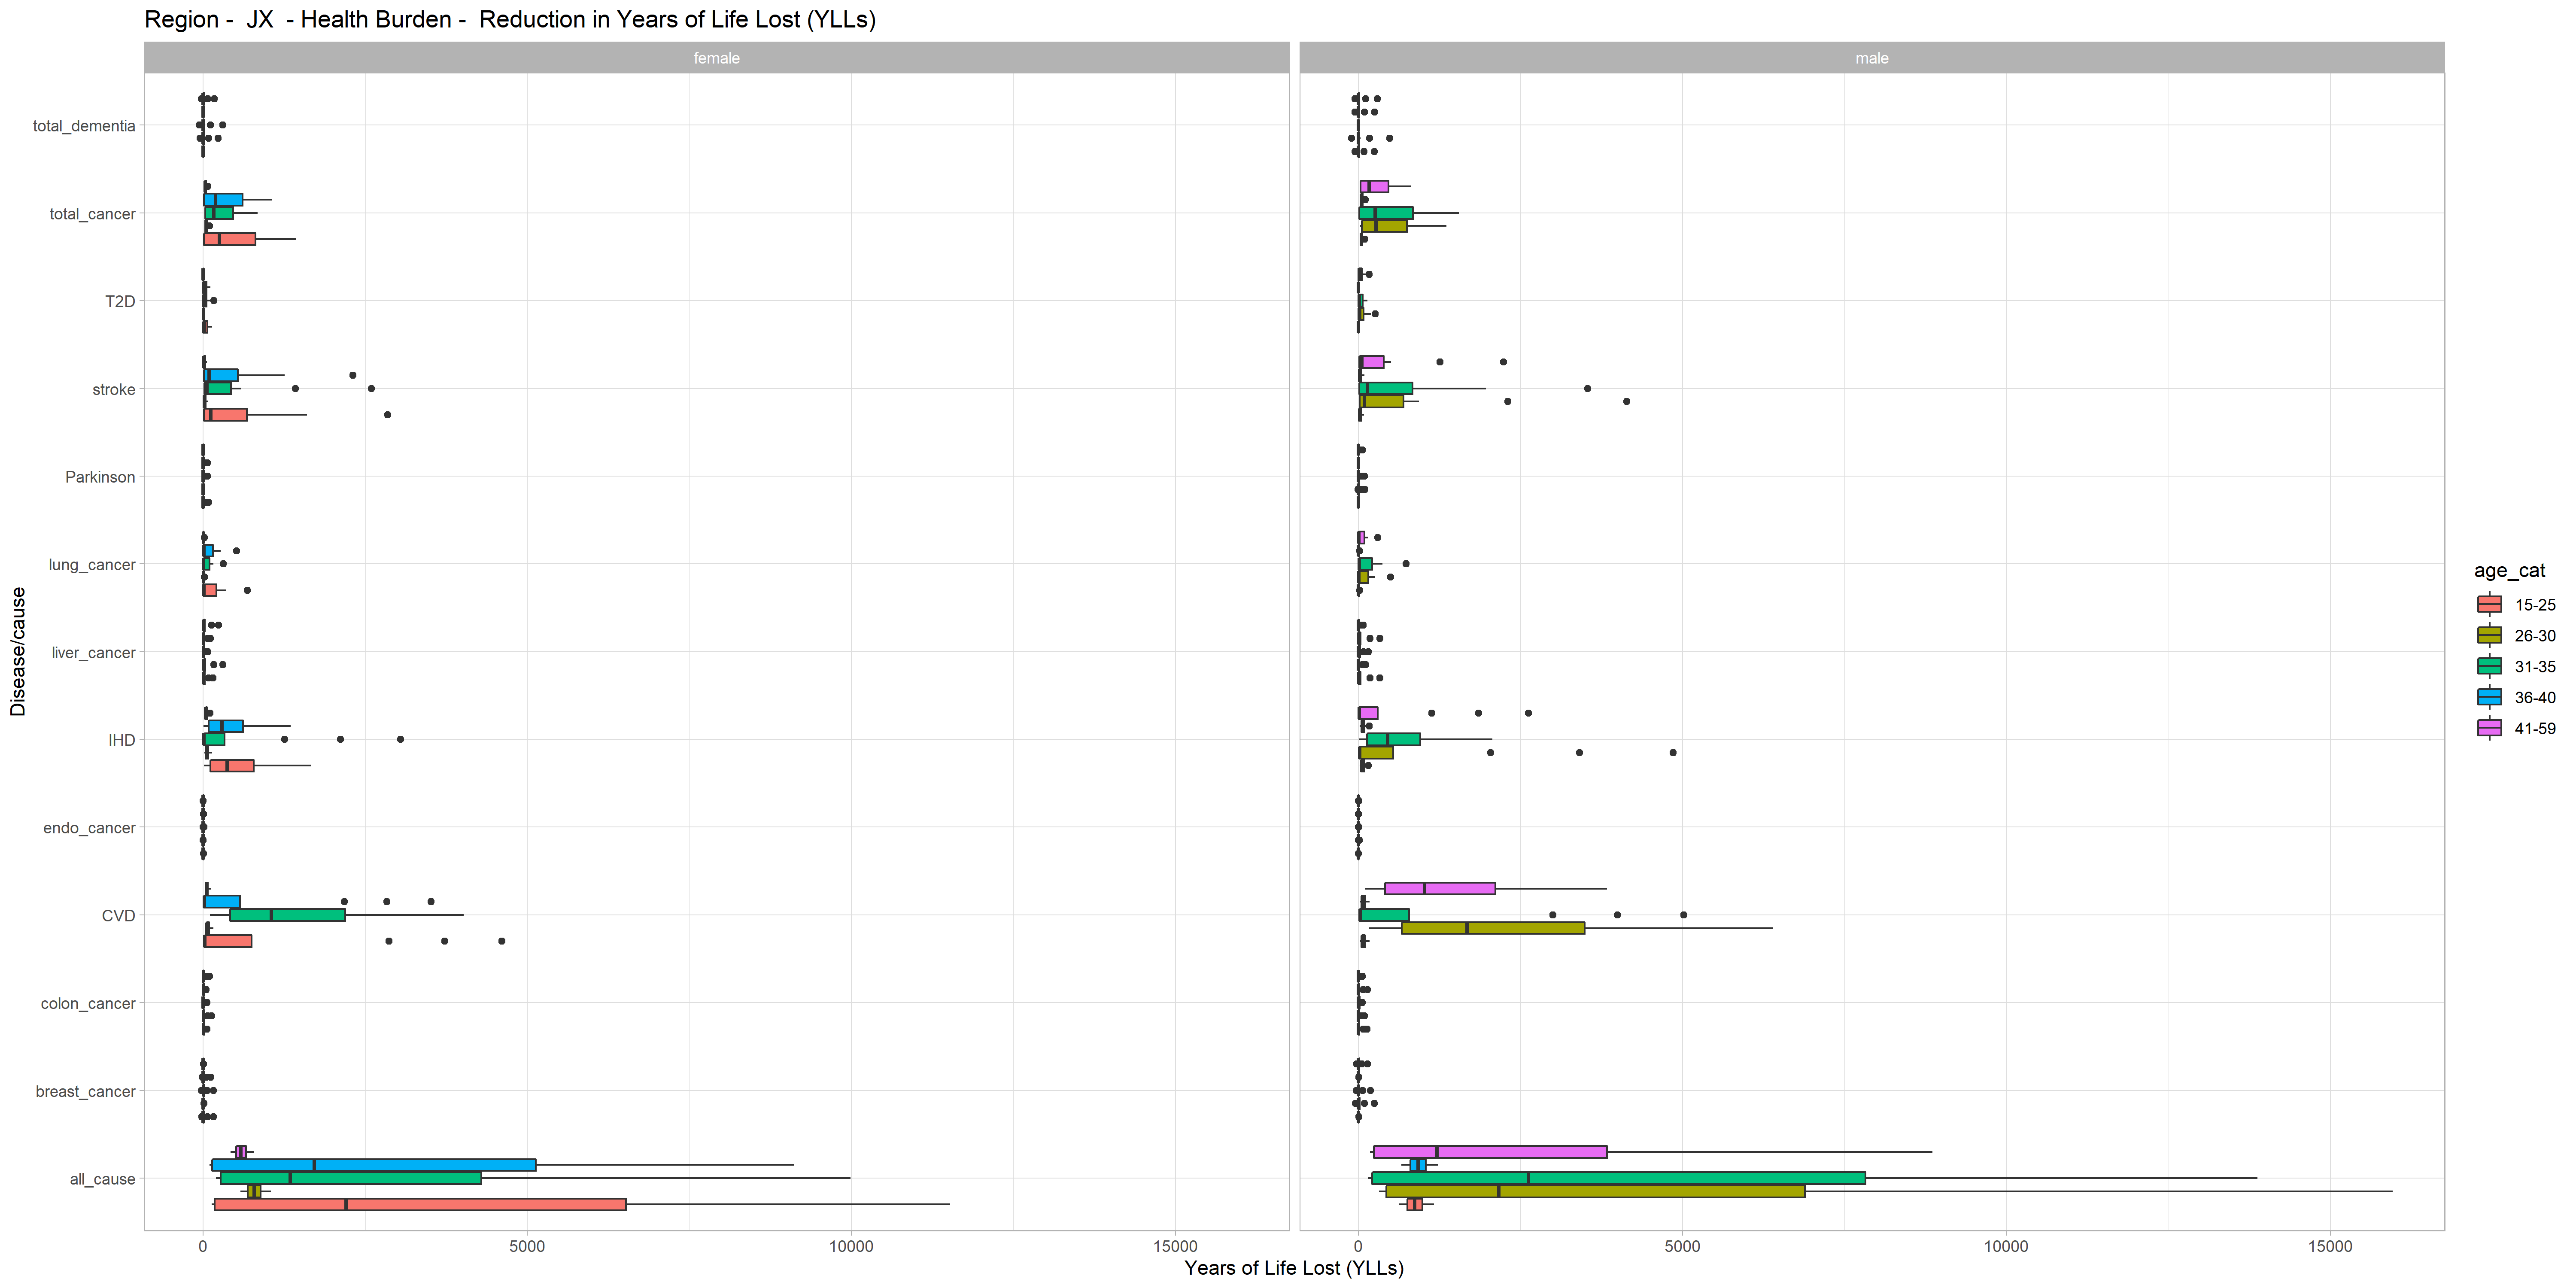 Region -  JX  - Health Burden -  Reduction in Years of Life Lost (YLLs)
female
male
Disease/cause
total_dementia
total_cancer
T2D
stroke
Parkinson
lung_cancer
liver_cancer
IHD
endo_cancer
CVD
colon_cancer
breast_cancer
all_cause
0 5000 10000 15000
0 5000 10000 15000
Years of Life Lost (YLLs)
age_cat
15-25
26-30
31-35
36-40
41-59